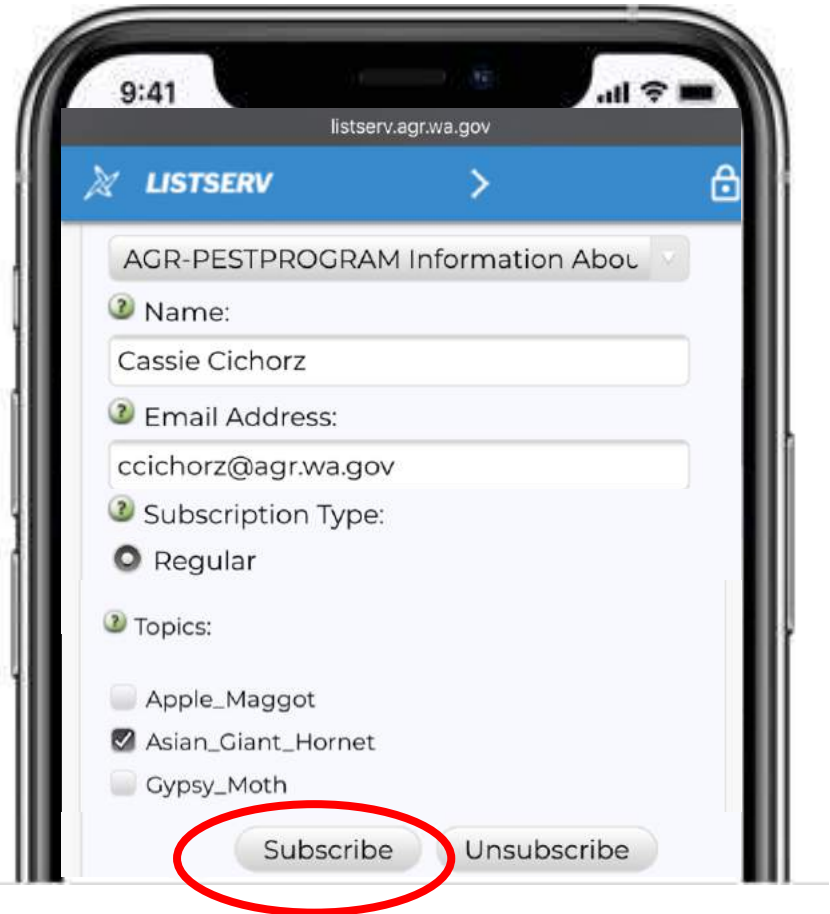 9:41
listserv.agr.wa.gov
LISTSERV
AGR-PESTPROGRAM Information Abou
Name:
Cassie Cichorz
Email Address:
ccichorz@agr.wa.gov
Subscription Type:
Regular
Topics:
Apple_Maggot
Asian_Giant_Hornet
Gypsy_Moth
Subscribe Unsubscribe